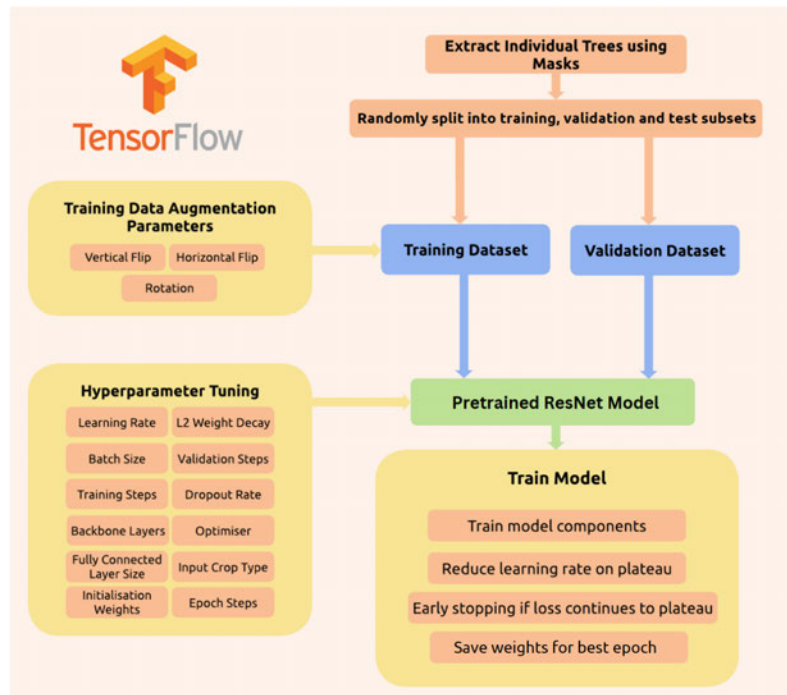 TensorFlow
Extract Individual Trees using
Masks
Randomly split into training, validation and test subsets
Training Data Augmentation
Parameters
Vertical Flip
Horizontal Flip
Rotation
Training Dataset
Validation Dataset
Hyperparameter Tuning
Learning Rate
L2 Weight Decay
Batch Size
Validation Steps
Training Steps
Dropout Rate
Backbone Layers
Optimiser
Fully Connected
Layer Size
Input Crop Type
Initialisation
Weights
Epoch Steps
Pretrained ResNet Model
Train Model
Train model components
Reduce learning rate on plateau
Early stopping if loss continues to plateau
Save weights for best epoch